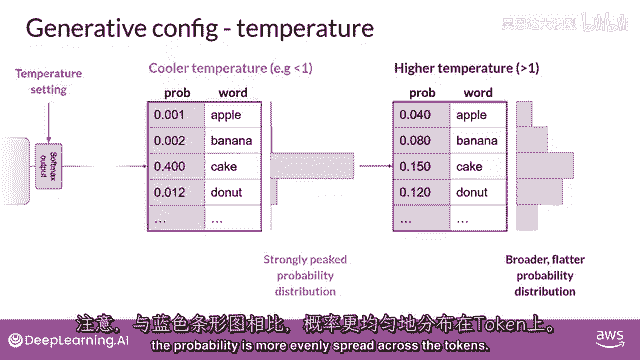 Generative config - temperature
Temperature setting
Softmax output
Cooler temperature (e.g <1)
prob word
0.001 apple
0.002 banana
0.400 cake
0.012 donut
... ...
Strongly peaked probability distribution
Higher temperature (>1)
prob word
0.040 apple
0.080 banana
0.150 cake
0.120 donut
... ...
Broader, flatter probability distribution
注意，与蓝色条形图相比，概率更均匀地分布在Token上。
the probability is more evenly spread across the tokens.
DeepLearning.AI
aws